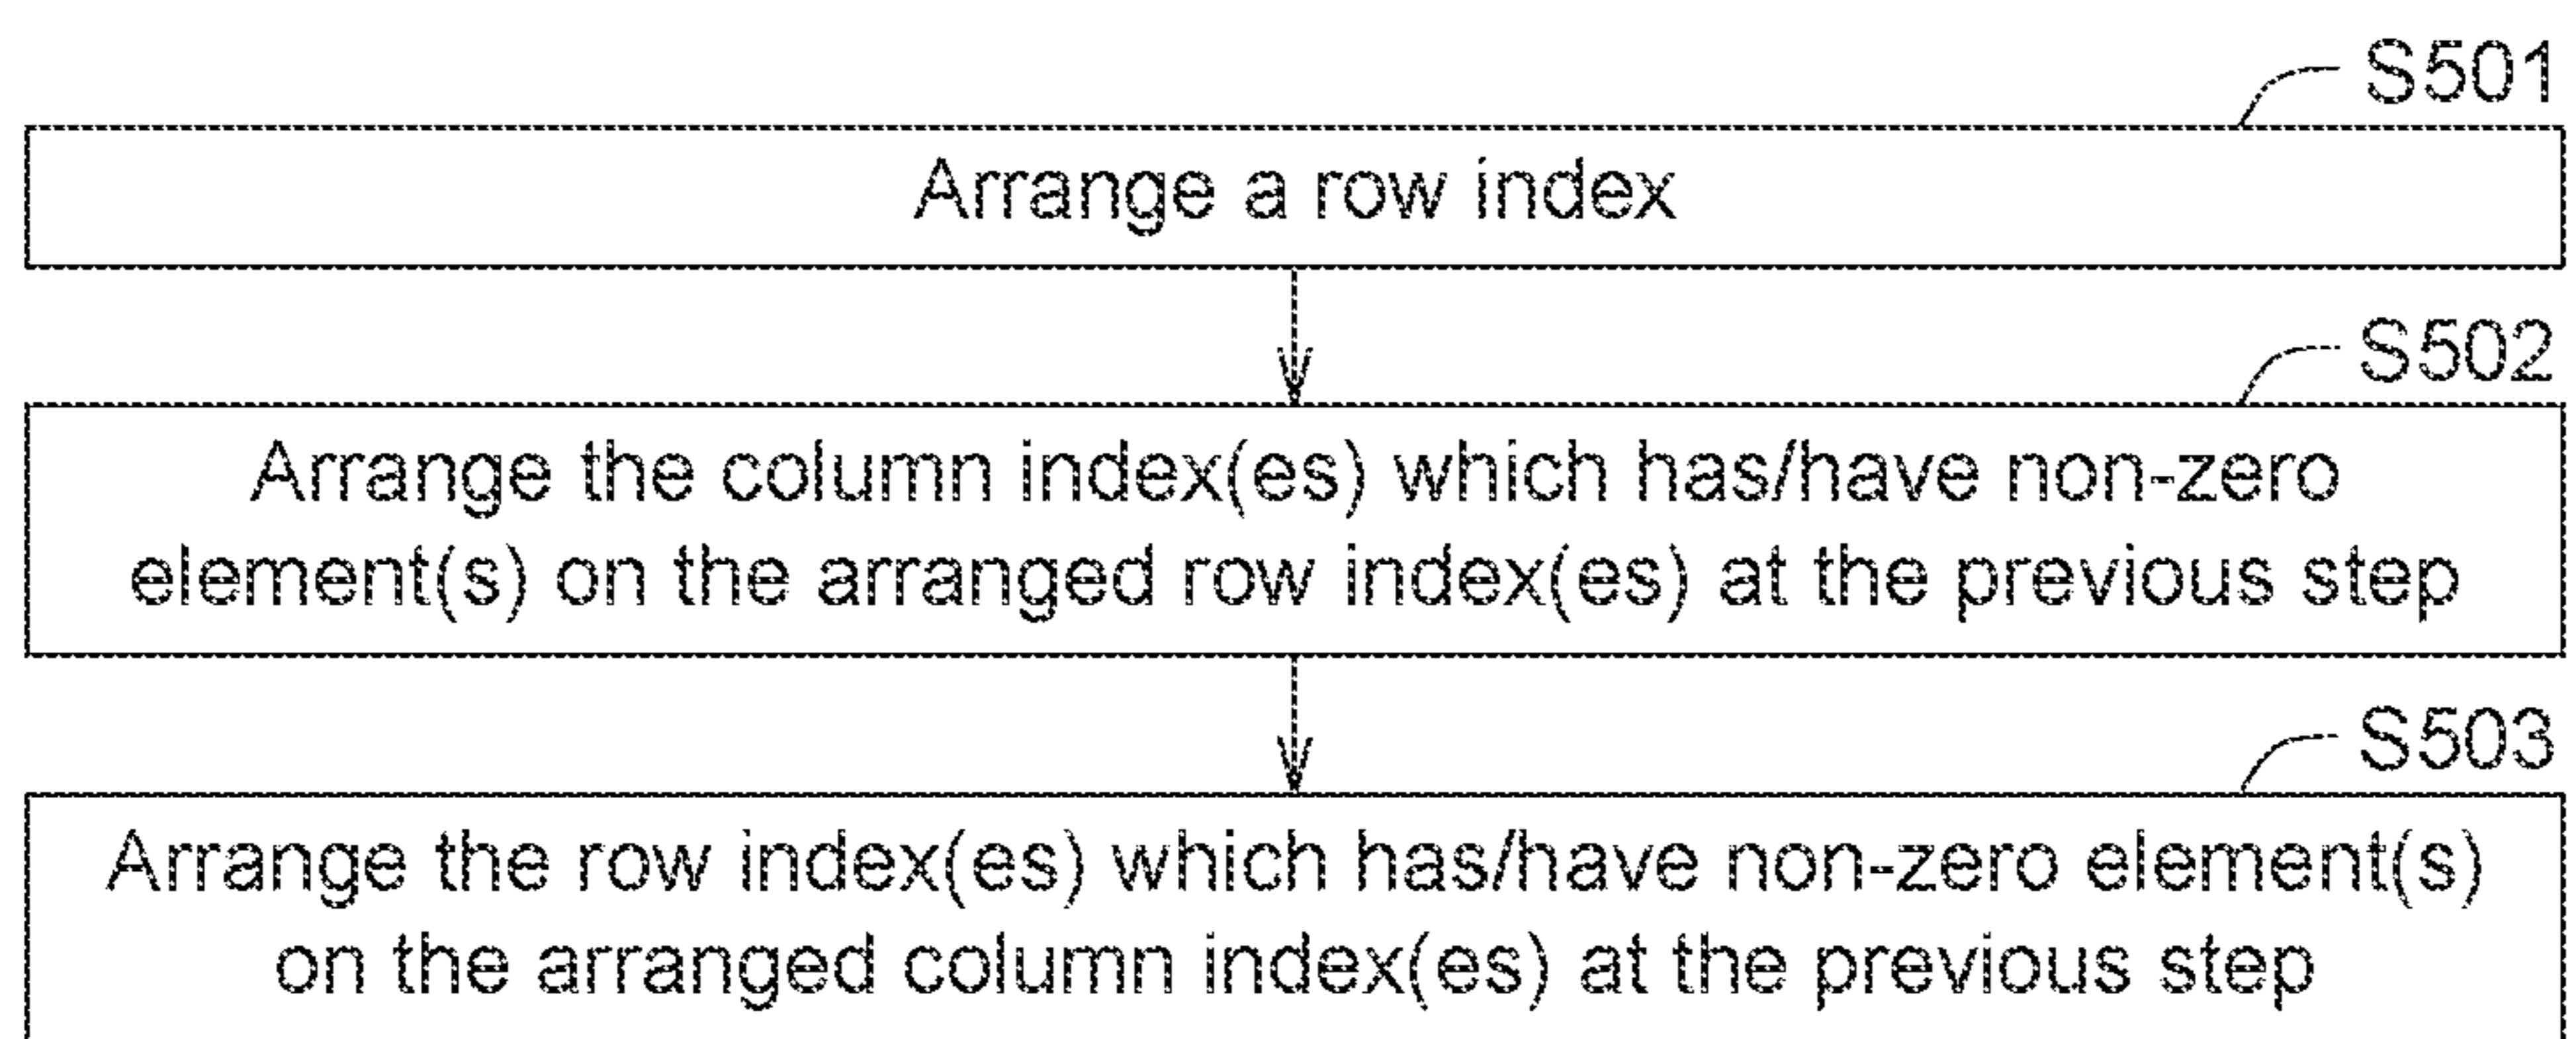 S501
Arrange a row index
S502
Arrange the column index(es) which has/have non-zero
element(s) on the arranged row index(es) at the previous step
S503
Arrange the row index(es) which has/have non-zero element(s)
on the arranged column index(es) at the previous step